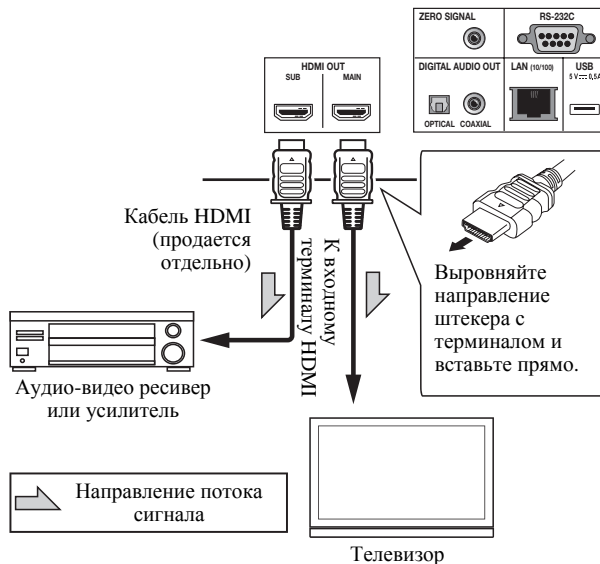 ZERO SIGNAL
RS-232C
HDMI OUT
SUB
MAIN
DIGITAL AUDIO OUT
LAN (10/100)
USB
5 V 0,5A
OPTICAL
COAXIAL
Кабель HDMI
(продается
отдельно)
К входному
терминалу HDMI
Выровняйте
направление
штекера с
терминалом и
вставьте прямо.
Аудио-видео ресивер
или усилитель
Направление потока
сигнала
Телевизор